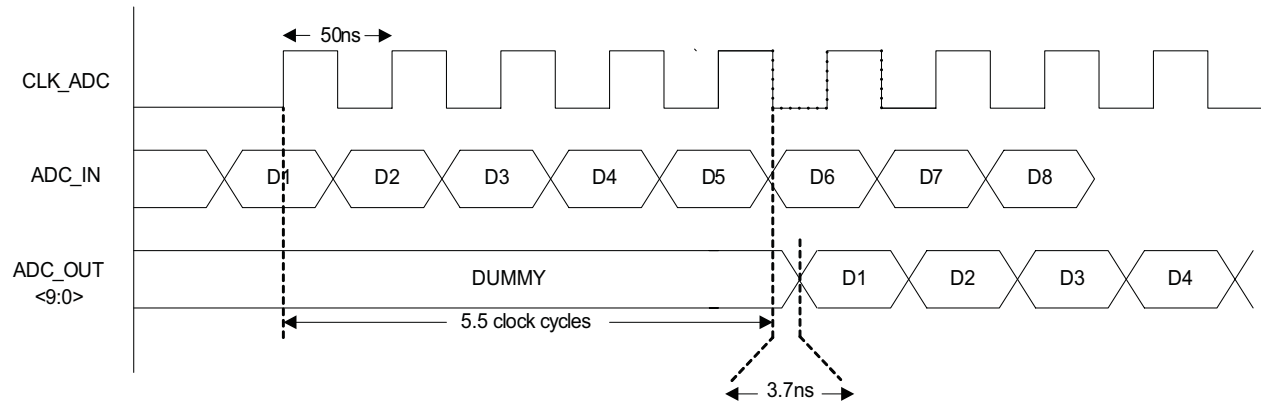 50ns
CLK_ADC
ADC_IN
D1 D2 D3 D4 D5 D6 D7 D8
ADC_OUT
<9:0>
DUMMY D1 D2 D3 D4
5.5 clock cycles
3.7ns